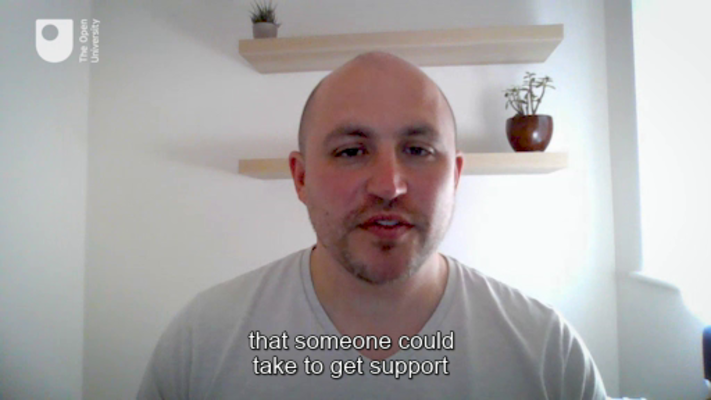 The Open
University
that someone could
take to get support